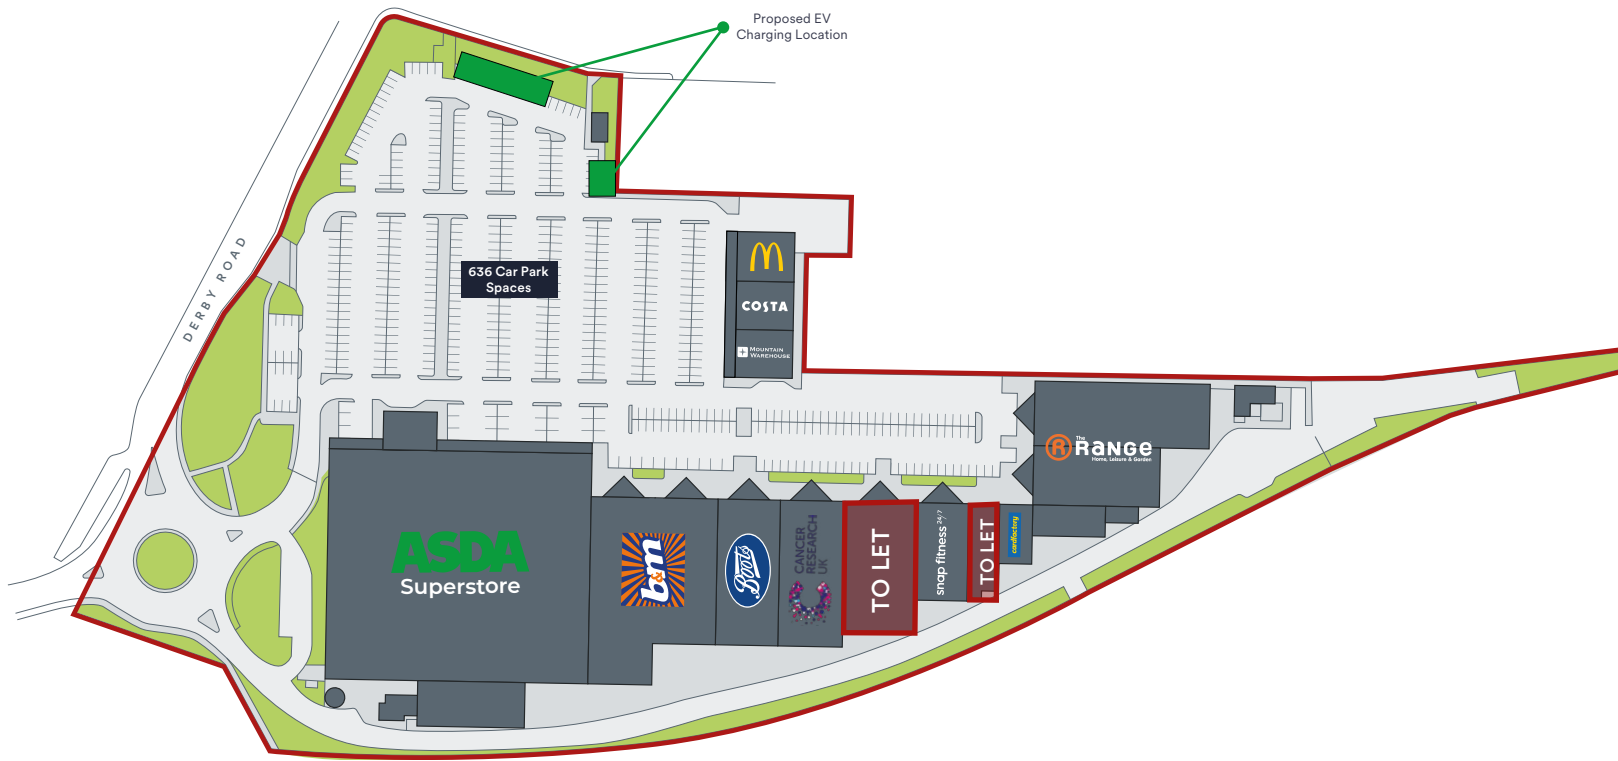 Proposed EV
Charging Location
DERBY ROAD
636 Car Park
Spaces
COSTA
MOUNTAIN
WAREHOUSE
The
RANGE
Home, Leisure & Garden
ASDA
Superstore
b&m
Boots
CANCER
RESEARCH
UK
TO LET
snap fitness 24/7
TO LET
cardfactory